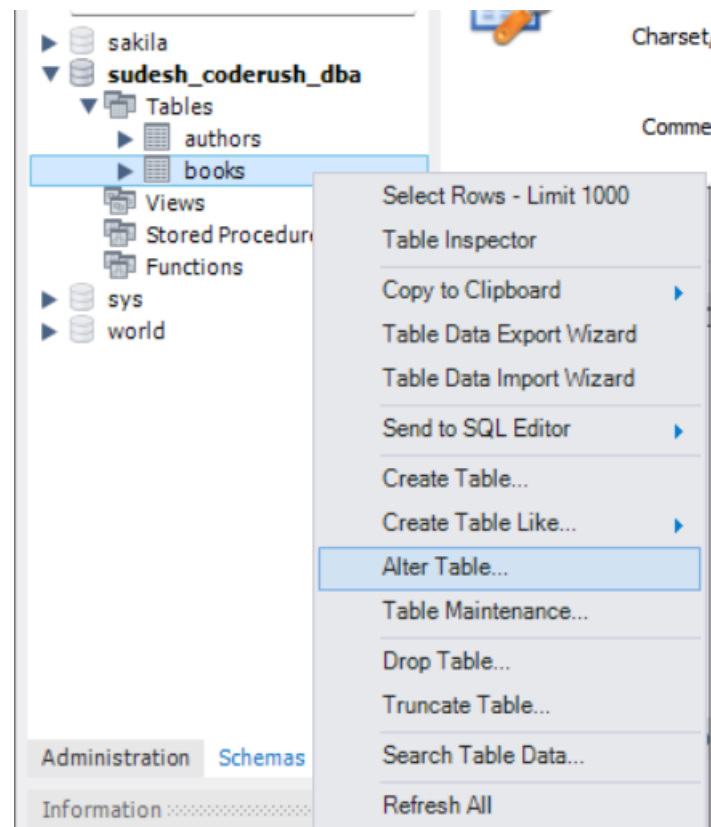 sakila
sudesh_coderush_dba
Tables
authors
books
Views
Stored Procedur
Functions
sys
world
Administration Schemas
Information
Charset,
Comme
Select Rows - Limit 1000
Table Inspector
Copy to Clipboard
Table Data Export Wizard
Table Data Import Wizard
Send to SQL Editor
Create Table...
Create Table Like...
Alter Table...
Table Maintenance...
Drop Table...
Truncate Table...
Search Table Data...
Refresh All